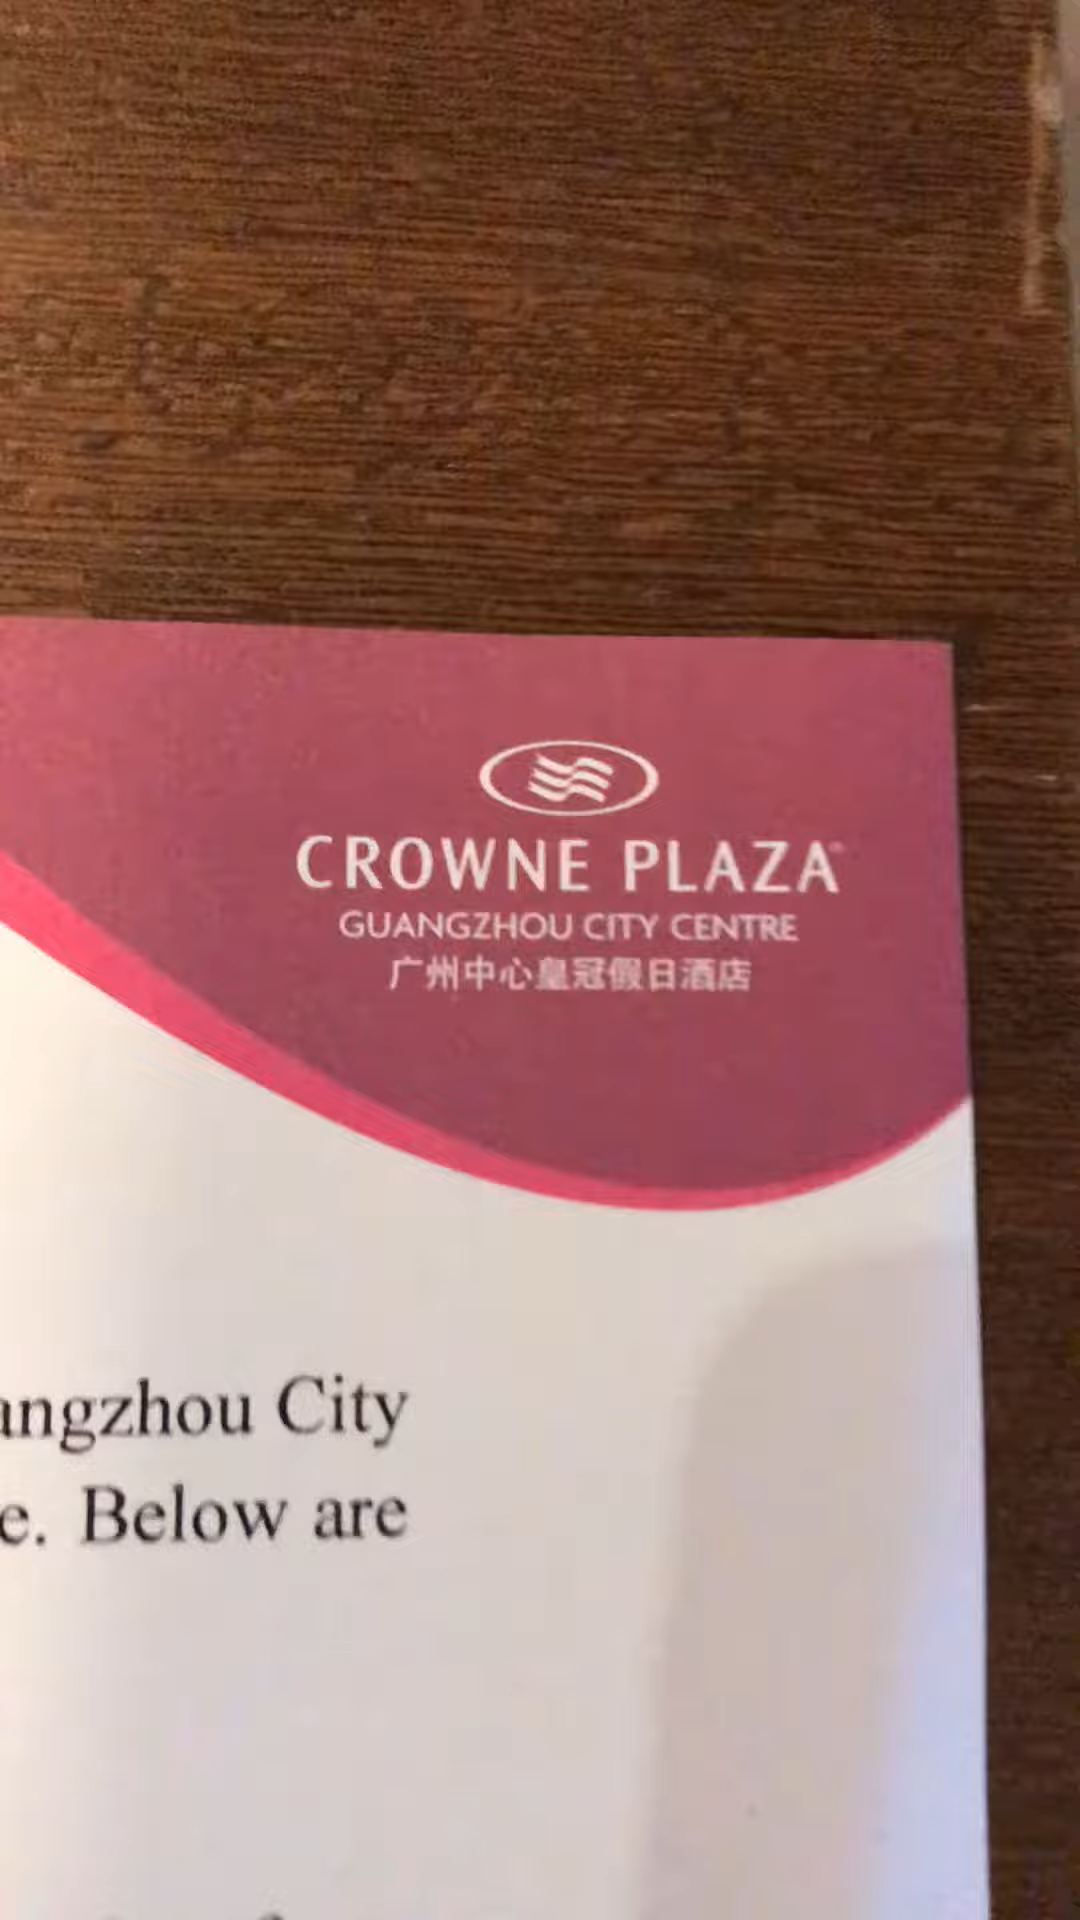 CROWNE PLAZA
GUANGZHOU CITY CENTRE
广州中心皇冠假日酒店
angzhou City
e. Below are